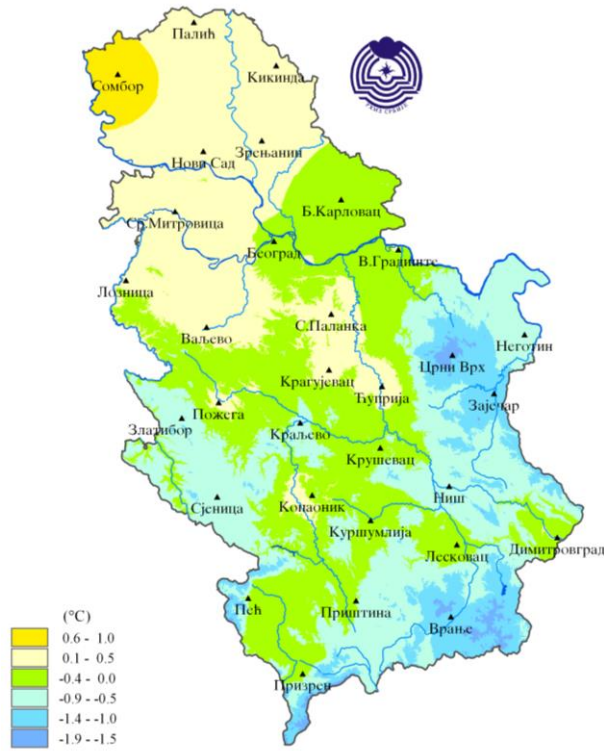 Палић
Кикинда
Сомбор
Зрењанин
Нови Сад
Б.Карловац
Ср.Митровица
Београд
В.Градиште
Лозница
С.Паланка
Ваљево
Неготин
Црни Врх
Крагујевац
Ћуприја
Зајечар
Пожега
Златибор
Краљево
Крушевац
Ниш
Сјеница
Копаоник
Куршумлија
Димитровград
Лесковац
Пећ
Приштина
Врање
Призрен
(°C)
0.6 - 1.0
0.1 - 0.5
-0.4 - 0.0
-0.9 - -0.5
-1.4 - -1.0
-1.9 - -1.5